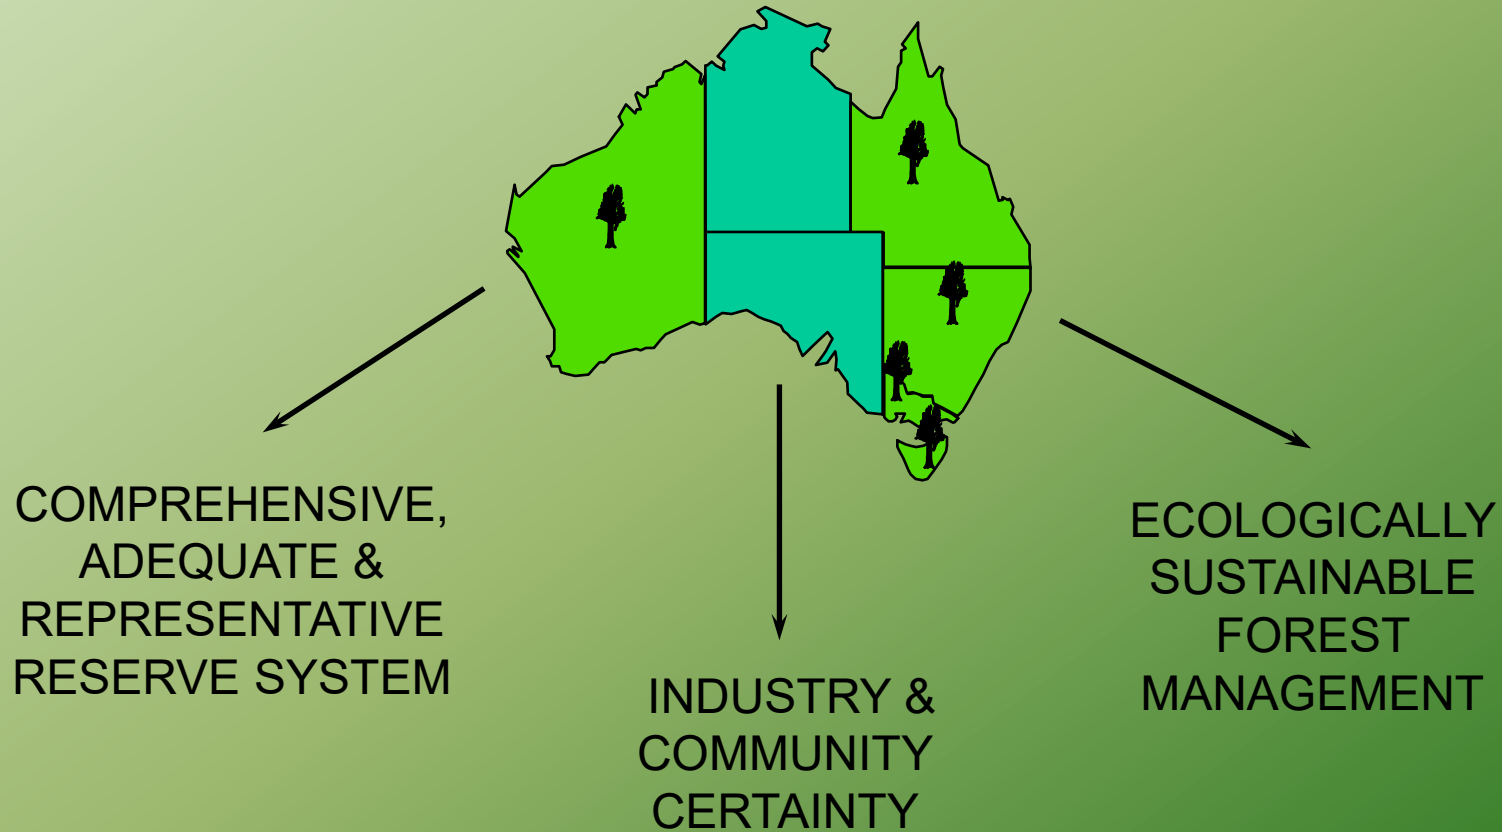 COMPREHENSIVE,
ADEQUATE &
REPRESENTATIVE
RESERVE SYSTEM
INDUSTRY &
COMMUNITY
CERTAINTY
ECOLOGICALLY
SUSTAINABLE
FOREST
MANAGEMENT